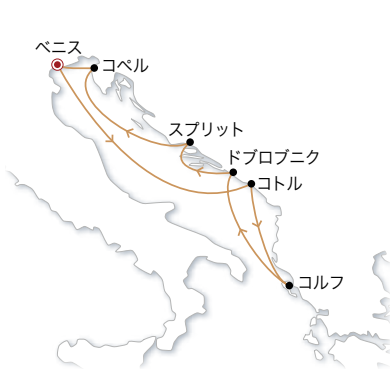 ベニス
コペル
スプリット
ドブロブニク
コトル
コルフ